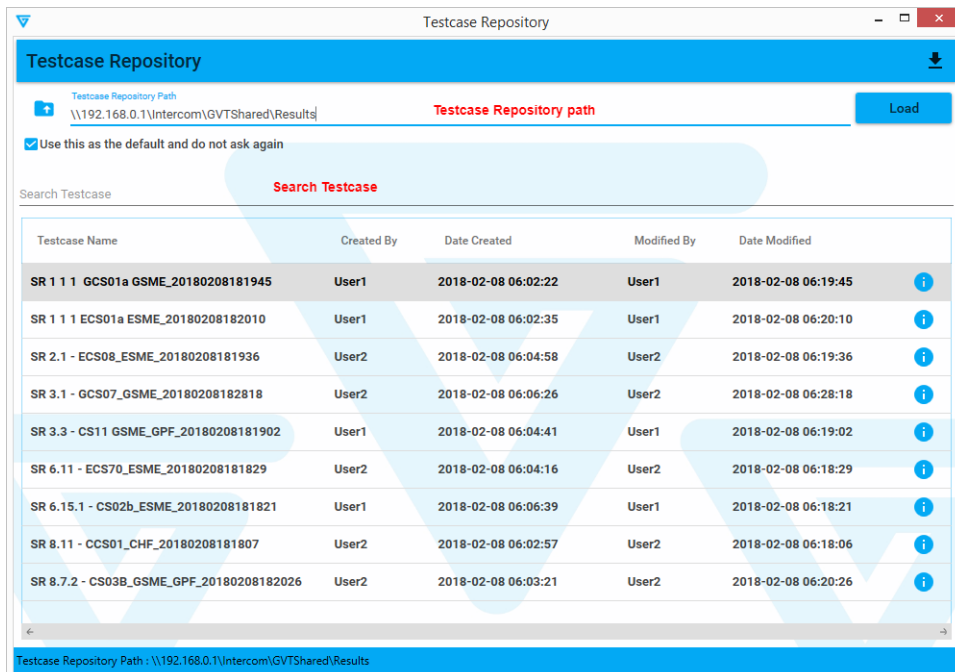 Testcase Repository
Testcase Repository
Testcase Repository Path
\\192.168.0.1\Intercom\GVTShared\Results Testcase Repository path Load
Use this as the default and do not ask again
Search Testcase
Search Testcase
Testcase Name Created By Date Created Modified By Date Modified
SR 1 1 1 GCS01a GSME_20180208181945 User1 2018-02-08 06:02:22 User1 2018-02-08 06:19:45
SR 1 1 1 ECS01a ESME_20180208182010 User1 2018-02-08 06:02:35 User1 2018-02-08 06:20:10
SR 2.1 - ECS08_ESME_20180208181936 User2 2018-02-08 06:04:58 User2 2018-02-08 06:19:36
SR 3.1 - GCS07_GSME_20180208182818 User2 2018-02-08 06:06:26 User2 2018-02-08 06:28:18
SR 3.3 - CS11 GSME_GPF_20180208181902 User1 2018-02-08 06:04:41 User1 2018-02-08 06:19:02
SR 6.11 - ECS70_ESME_20180208181829 User2 2018-02-08 06:04:16 User2 2018-02-08 06:18:29
SR 6.15.1 - CS02b_ESME_20180208181821 User1 2018-02-08 06:06:39 User1 2018-02-08 06:18:21
SR 8.11 - CCS01_CHF_20180208181807 User2 2018-02-08 06:02:57 User2 2018-02-08 06:18:06
SR 8.7.2 - CS03B_GSME_GPF_20180208182026 User2 2018-02-08 06:03:21 User2 2018-02-08 06:20:26
Testcase Repository Path : \\192.168.0.1\Intercom\GVTShared\Results